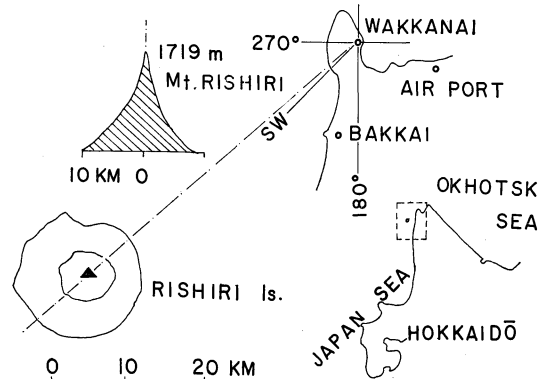 WAKKANAI
270°
1719 m
Mt. RISHIRI
AIR PORT
SW
BAKKAI
10 KM 0
180°
OKHOTSK
SEA
RISHIRI Is.
JAPAN SEA
HOKKAIDŌ
0 10 20 KM